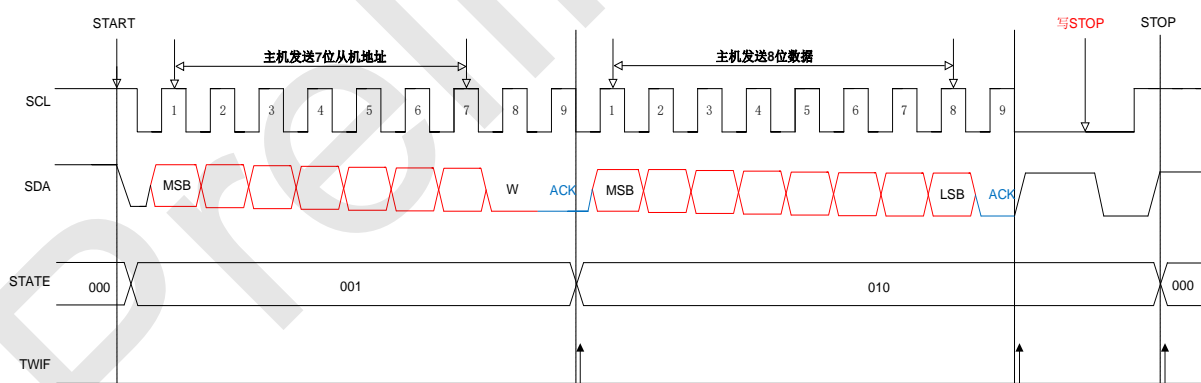 START
写STOP
STOP
主机发送7位从机地址
主机发送8位数据
SCL
1 2 3 4 5 6 7 8 9 1 2 3 4 5 6 7 8 9
SDA
MSB W ACK MSB LSB ACK
STATE
000 001 010 000
TWIF
Preli